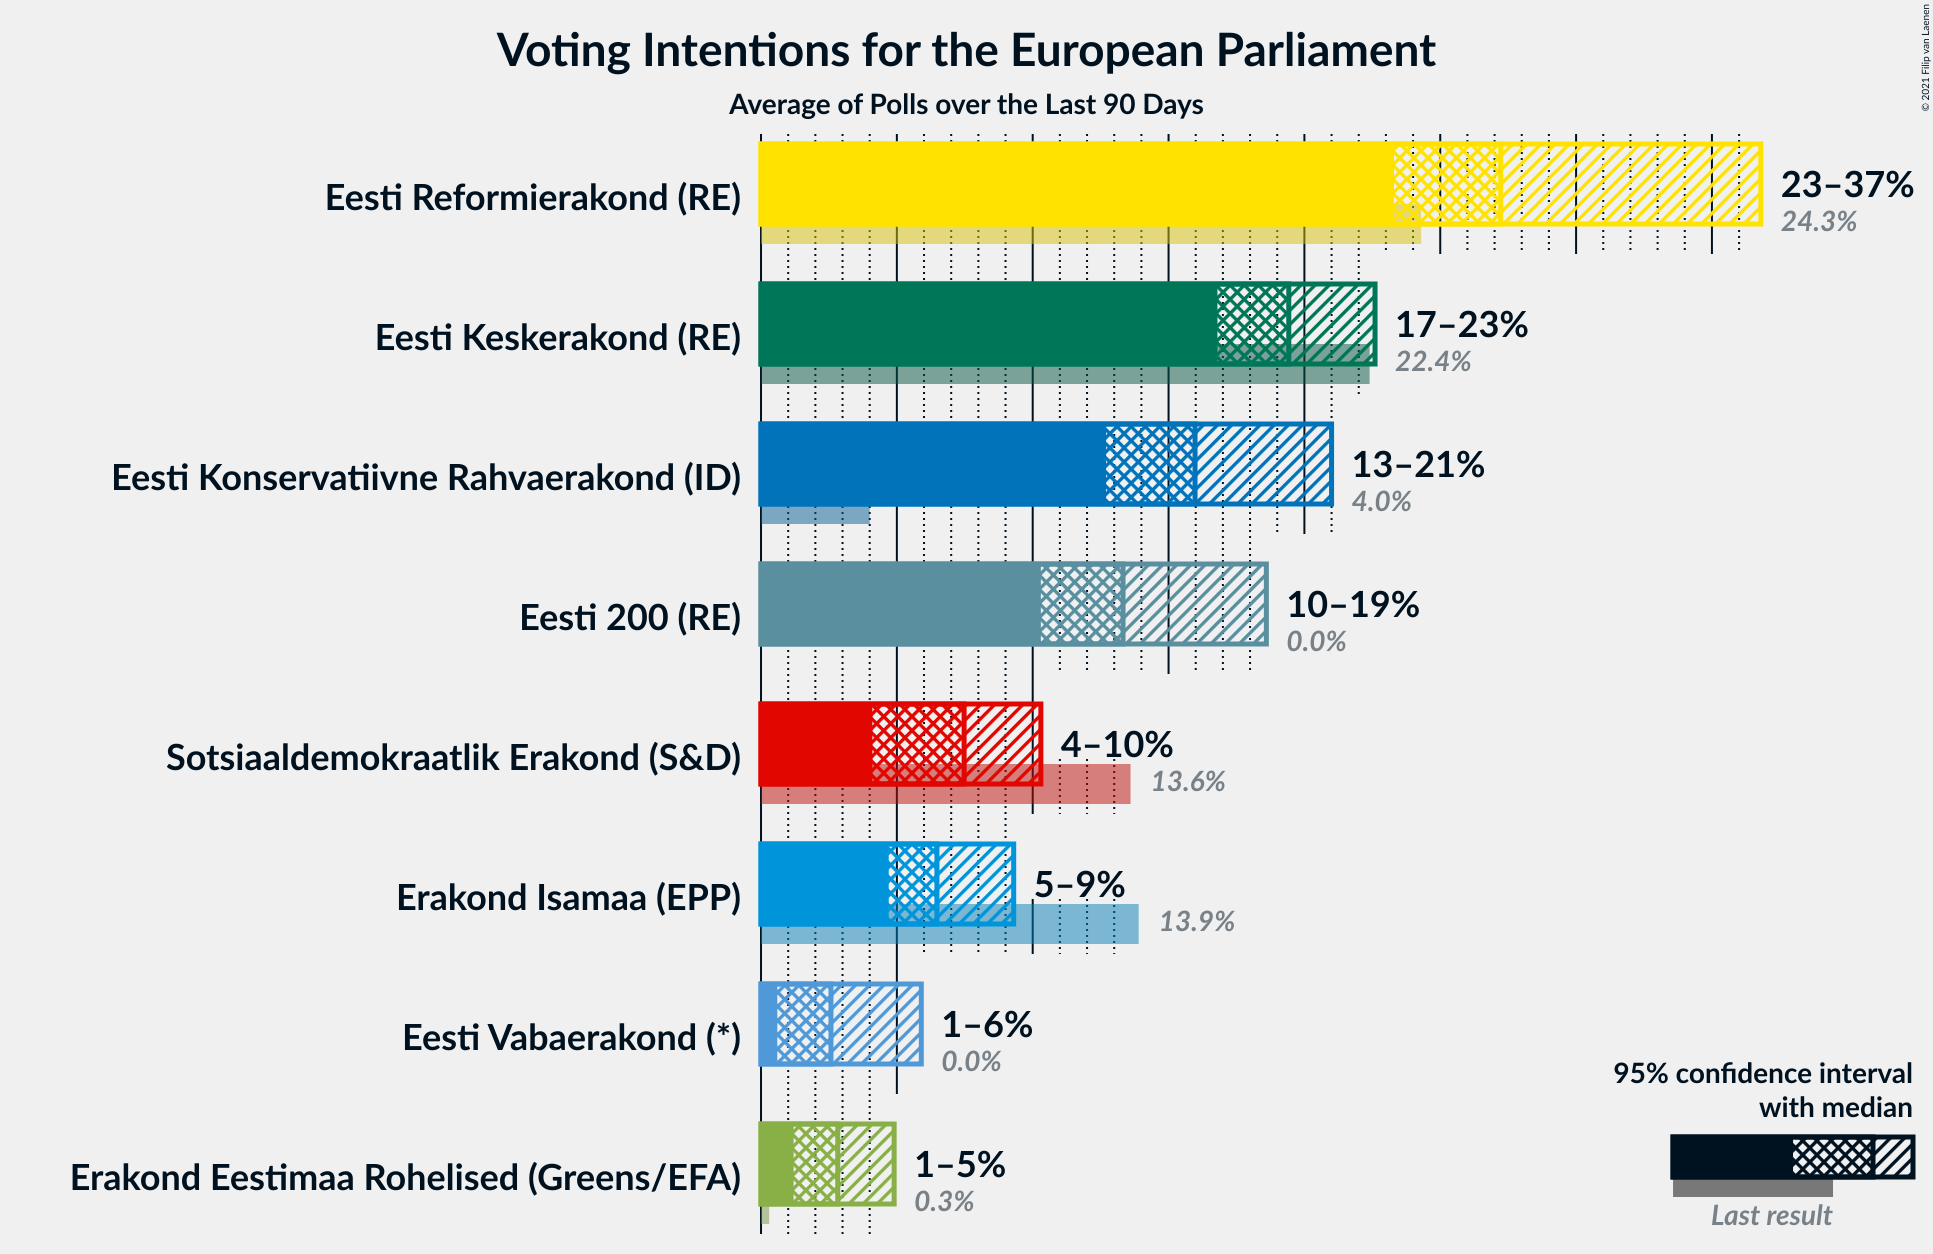 Voting Intentions for the European Parliament
Average of Polls over the Last 90 Days
© 2021 Filip van Laenen
Eesti Reformierakond (RE)
23–37%
24.3%
Eesti Keskerakond (RE)
17–23%
22.4%
Eesti Konservatiivne Rahvaerakond (ID)
13–21%
4.0%
Eesti 200 (RE)
10–19%
0.0%
Sotsiaaldemokraatlik Erakond (S&D)
4–10%
13.6%
Erakond Isamaa (EPP)
5–9%
13.9%
Eesti Vabaerakond (*)
1–6%
0.0%
Erakond Eestimaa Rohelised (Greens/EFA)
1–5%
0.3%
95% confidence interval
with median
Last result